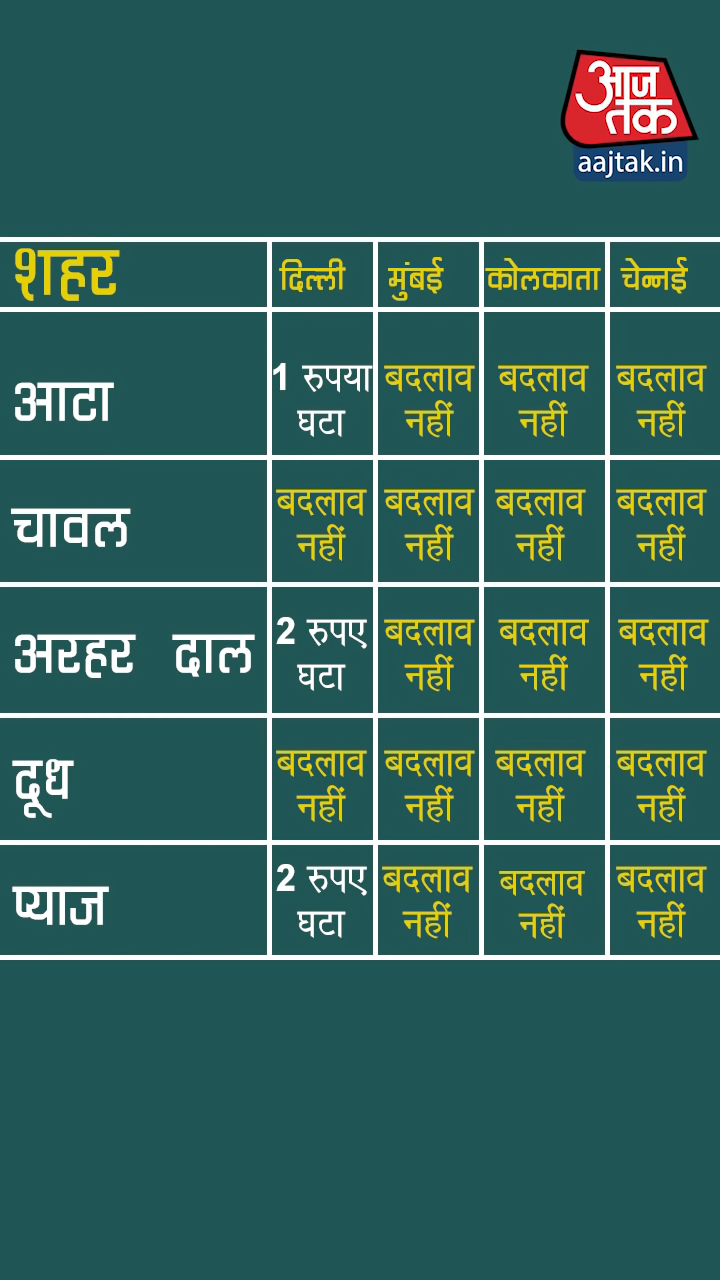 आज
तक
aajtak.in
शहर दिल्ली मुंबई कोलकाता चेन्नई
आटा 1 रुपया घटा बदलाव नहीं बदलाव नहीं बदलाव नहीं
चावल बदलाव नहीं बदलाव नहीं बदलाव नहीं बदलाव नहीं
अरहर दाल 2 रुपए घटा बदलाव नहीं बदलाव नहीं बदलाव नहीं
दूध बदलाव नहीं बदलाव नहीं बदलाव नहीं बदलाव नहीं
प्याज 2 रुपए घटा बदलाव नहीं बदलाव नहीं बदलाव नहीं